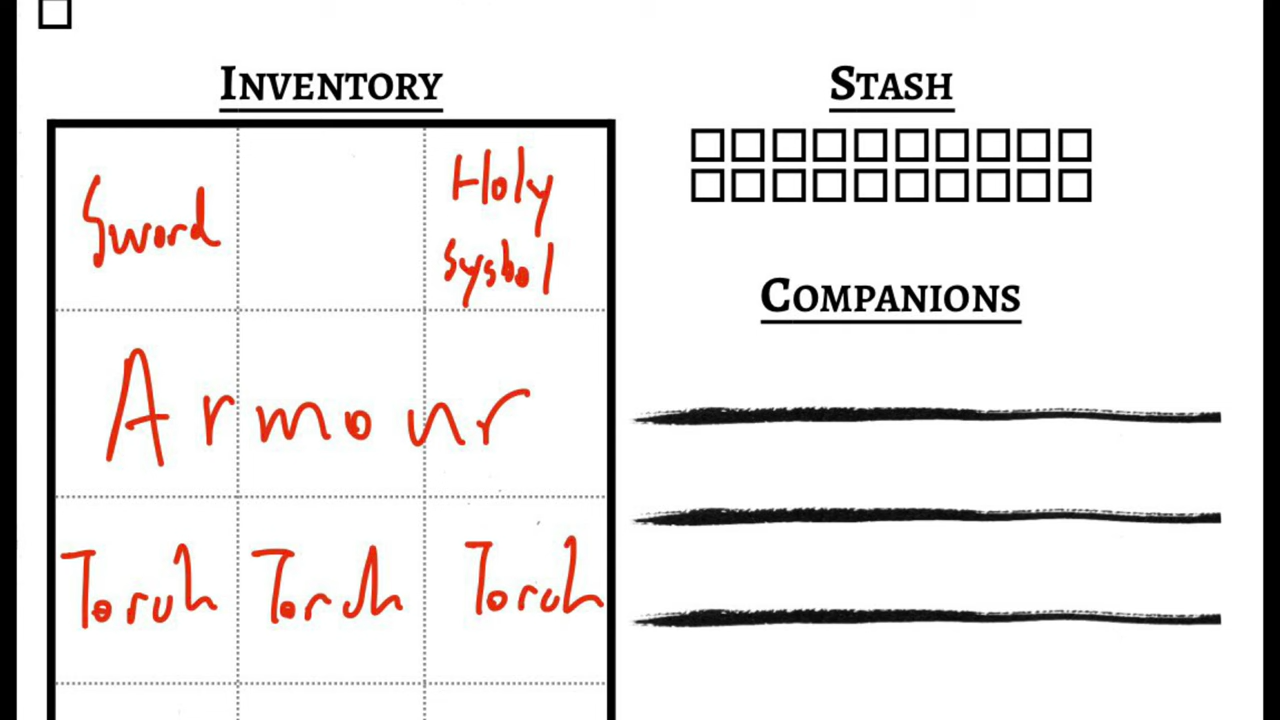 INVENTORY
STASH
Sword
Holy
Sysbol
COMPANIONS
Armour
Torch Torch Torch